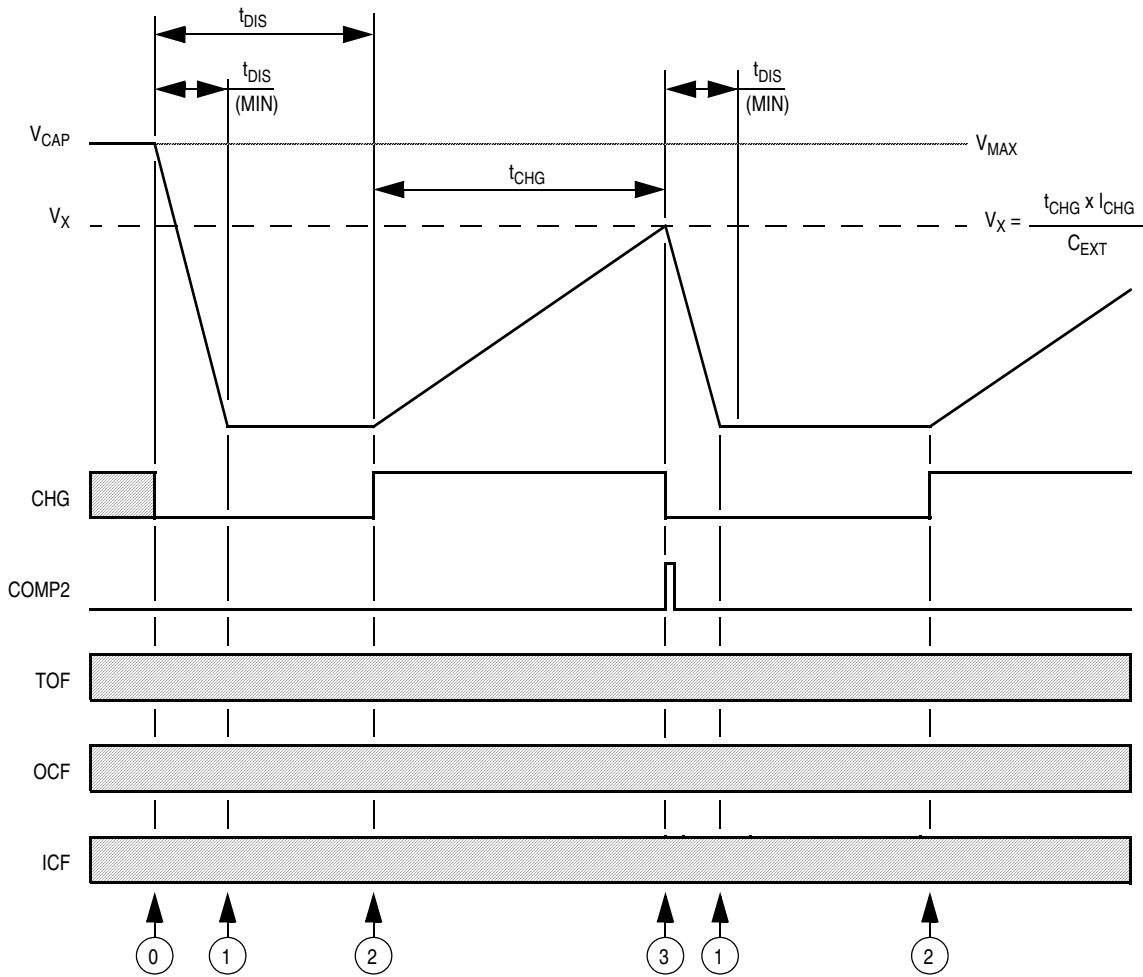 tDIS
tDIS
(MIN)
tDIS
(MIN)
VCAP
VMAX
tCHG
VX
VX = tCHG x ICHG
CEXT
CHG
COMP2
TOF
OCF
ICF
0 1 2 3 1 2